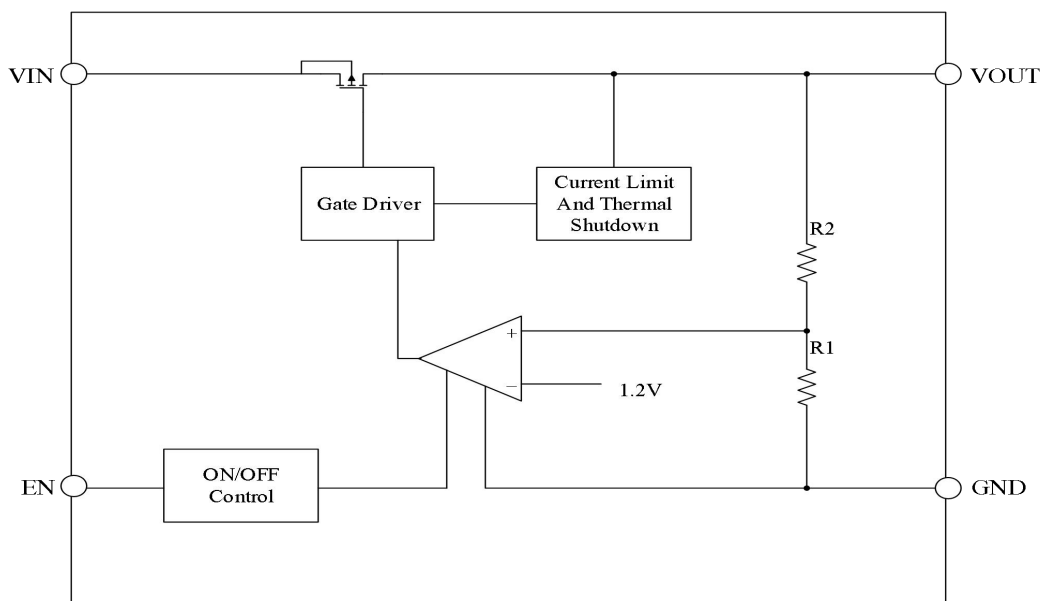 VIN
VOUT
Gate Driver
Current Limit
And Thermal
Shutdown
R2
+
R1
−
1.2V
EN
ON/OFF
Control
GND